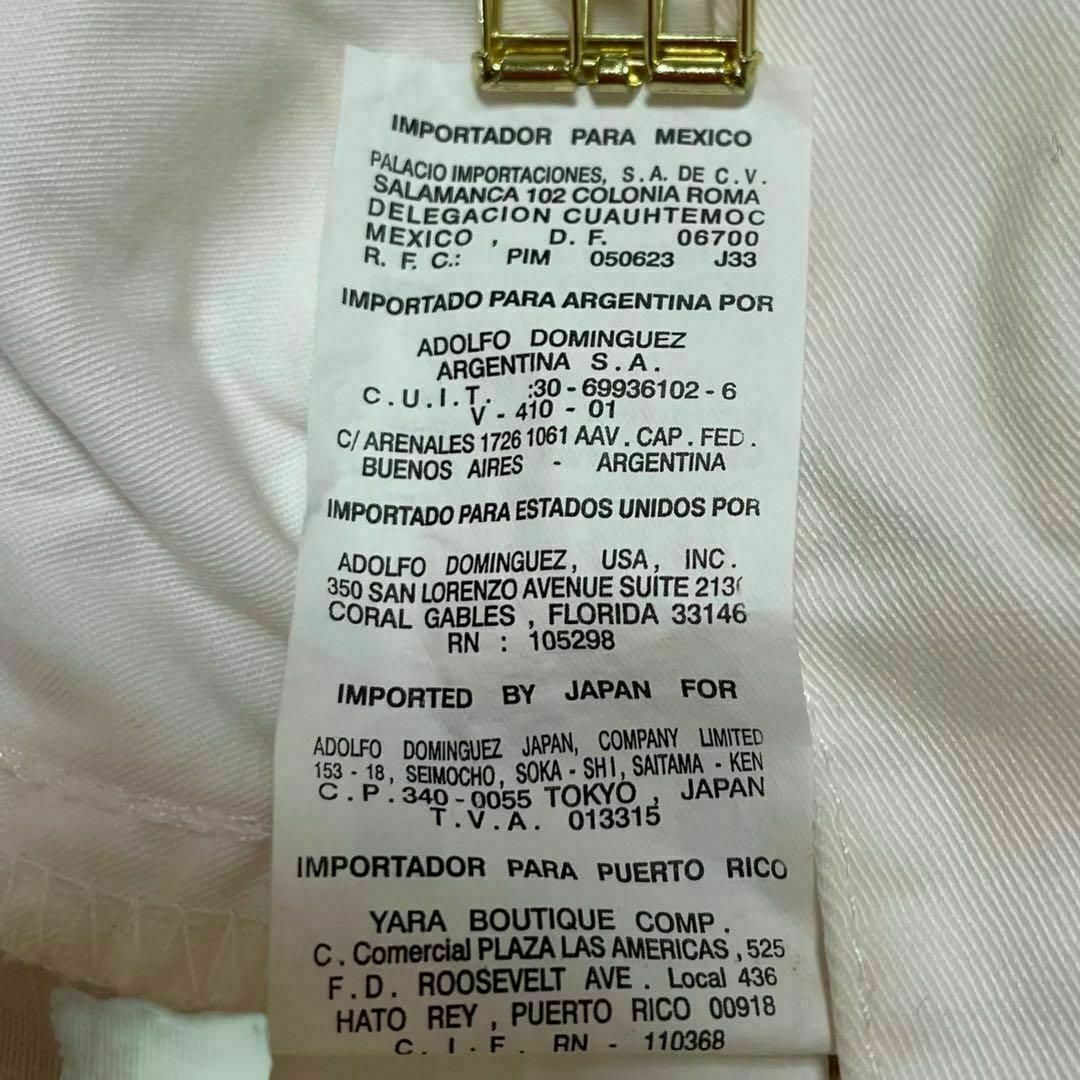 IMPORTADOR PARA MEXICO
PALACIO IMPORTACIONES, S.A. DE C.V.
SALAMANCA 102 COLONIA ROMA
DELEGACION CUAUHTEMOC
MEXICO , D. F. 06700
R. F. C.: PIM 050623 J33
IMPORTADO PARA ARGENTINA POR
ADOLFO DOMINGUEZ
ARGENTINA S.A.
C.U.I.T. :30-69936102-6
V-410-01
C/ ARENALES 1726 1061 AAV. CAP. FED.
BUENOS AIRES - ARGENTINA
IMPORTADO PARA ESTADOS UNIDOS POR
ADOLFO DOMINGUEZ, USA, INC.
350 SAN LORENZO AVENUE SUITE
CORAL GABLES , FLORIDA 33146
RN : 105298
IMPORTED BY JAPAN FOR
ADOLFO DOMINGUEZ JAPAN, COMPANY LIMITED
153 - 18, SEIMOCHO, SOKA - SHI, SAITAMA - KEN
C.P.340-0055 TOKYO , JAPAN
T.V.A. 013315
IMPORTADOR PARA PUERTO RICO
YARA BOUTIQUE COMP.
C. Comercial PLAZA LAS AMERICAS , 525
F.D. ROOSEVELT AVE . Local 436
HATO REY , PUERTO RICO 00918
C. I. F. RN - 110368